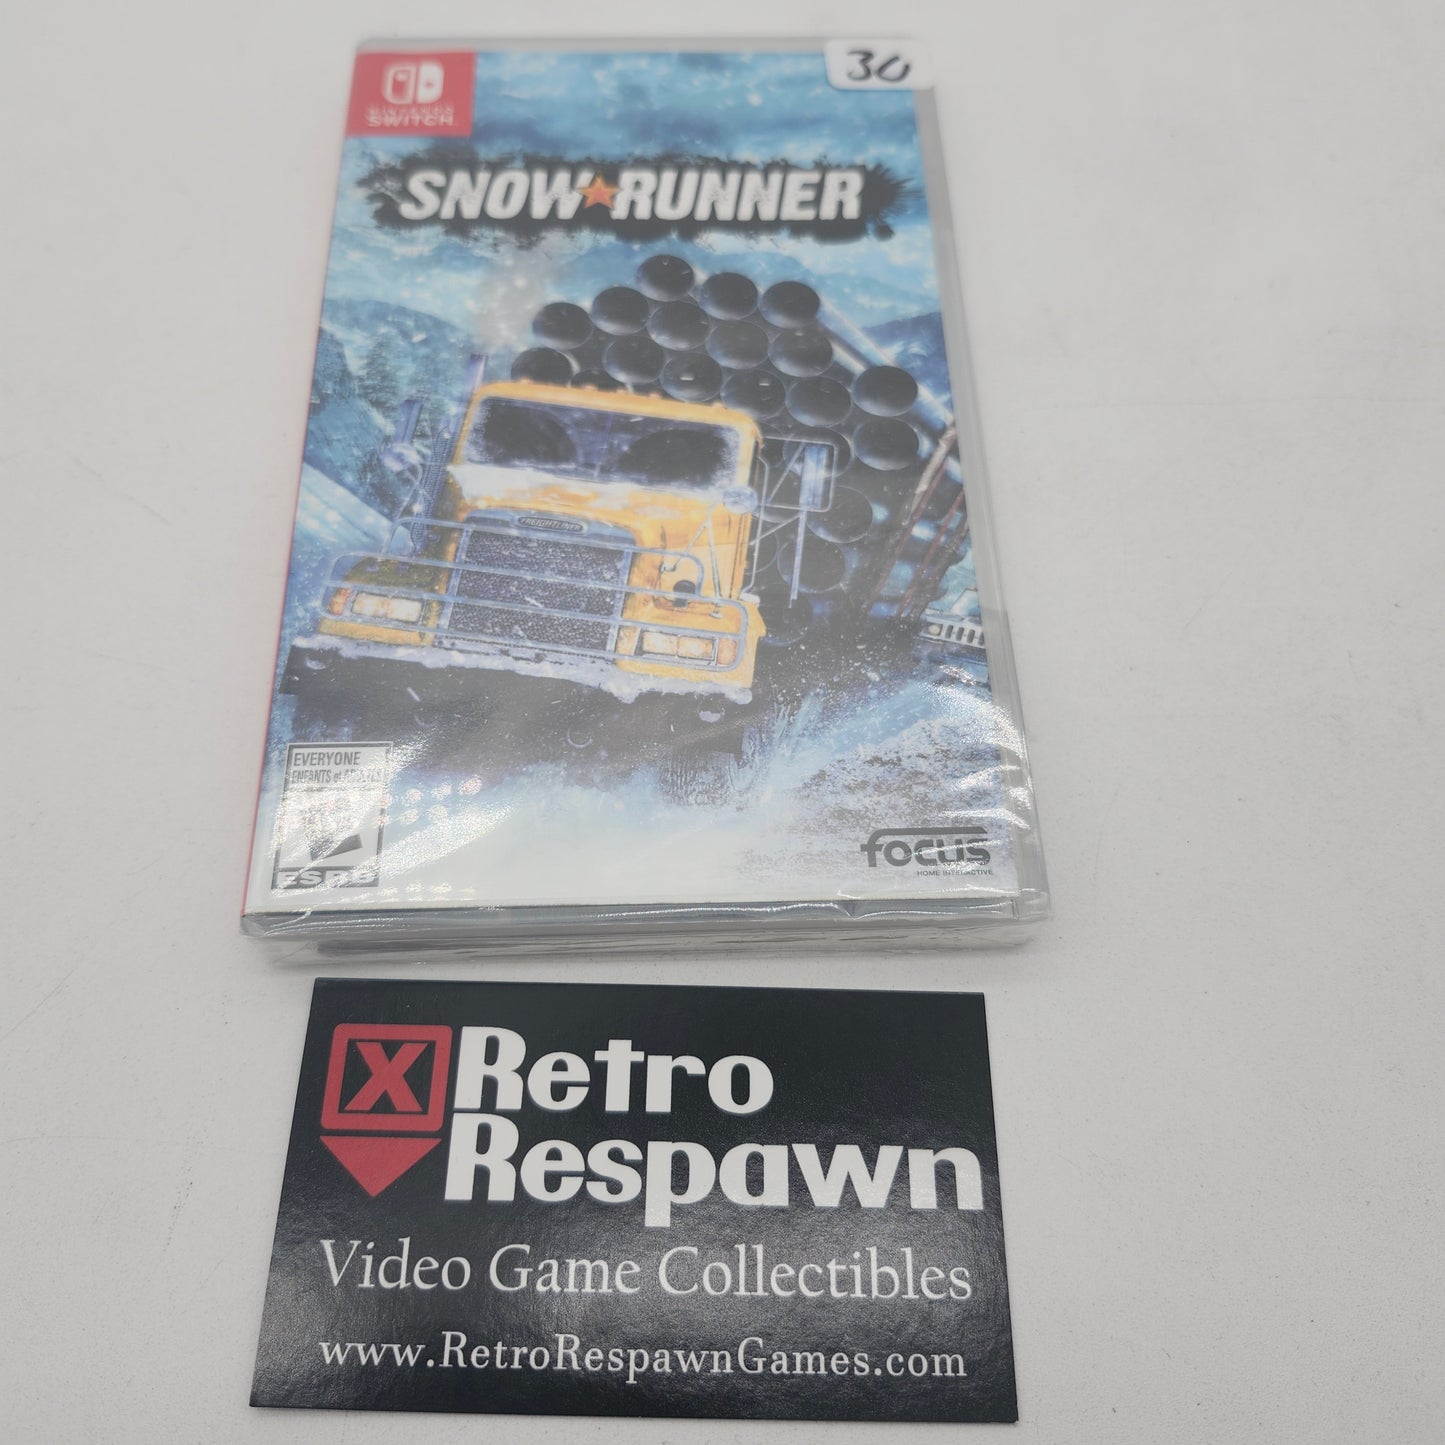 30
NINTENDO
SWITCH
SNOW RUNNER
FREIGHTLINER
EVERYONE
ENFANTS et ADULTES
ESRB
focus
HOME INTERACTIVE
X
Retro
Respawn
Video Game Collectibles
www.RetroRespawnGames.com